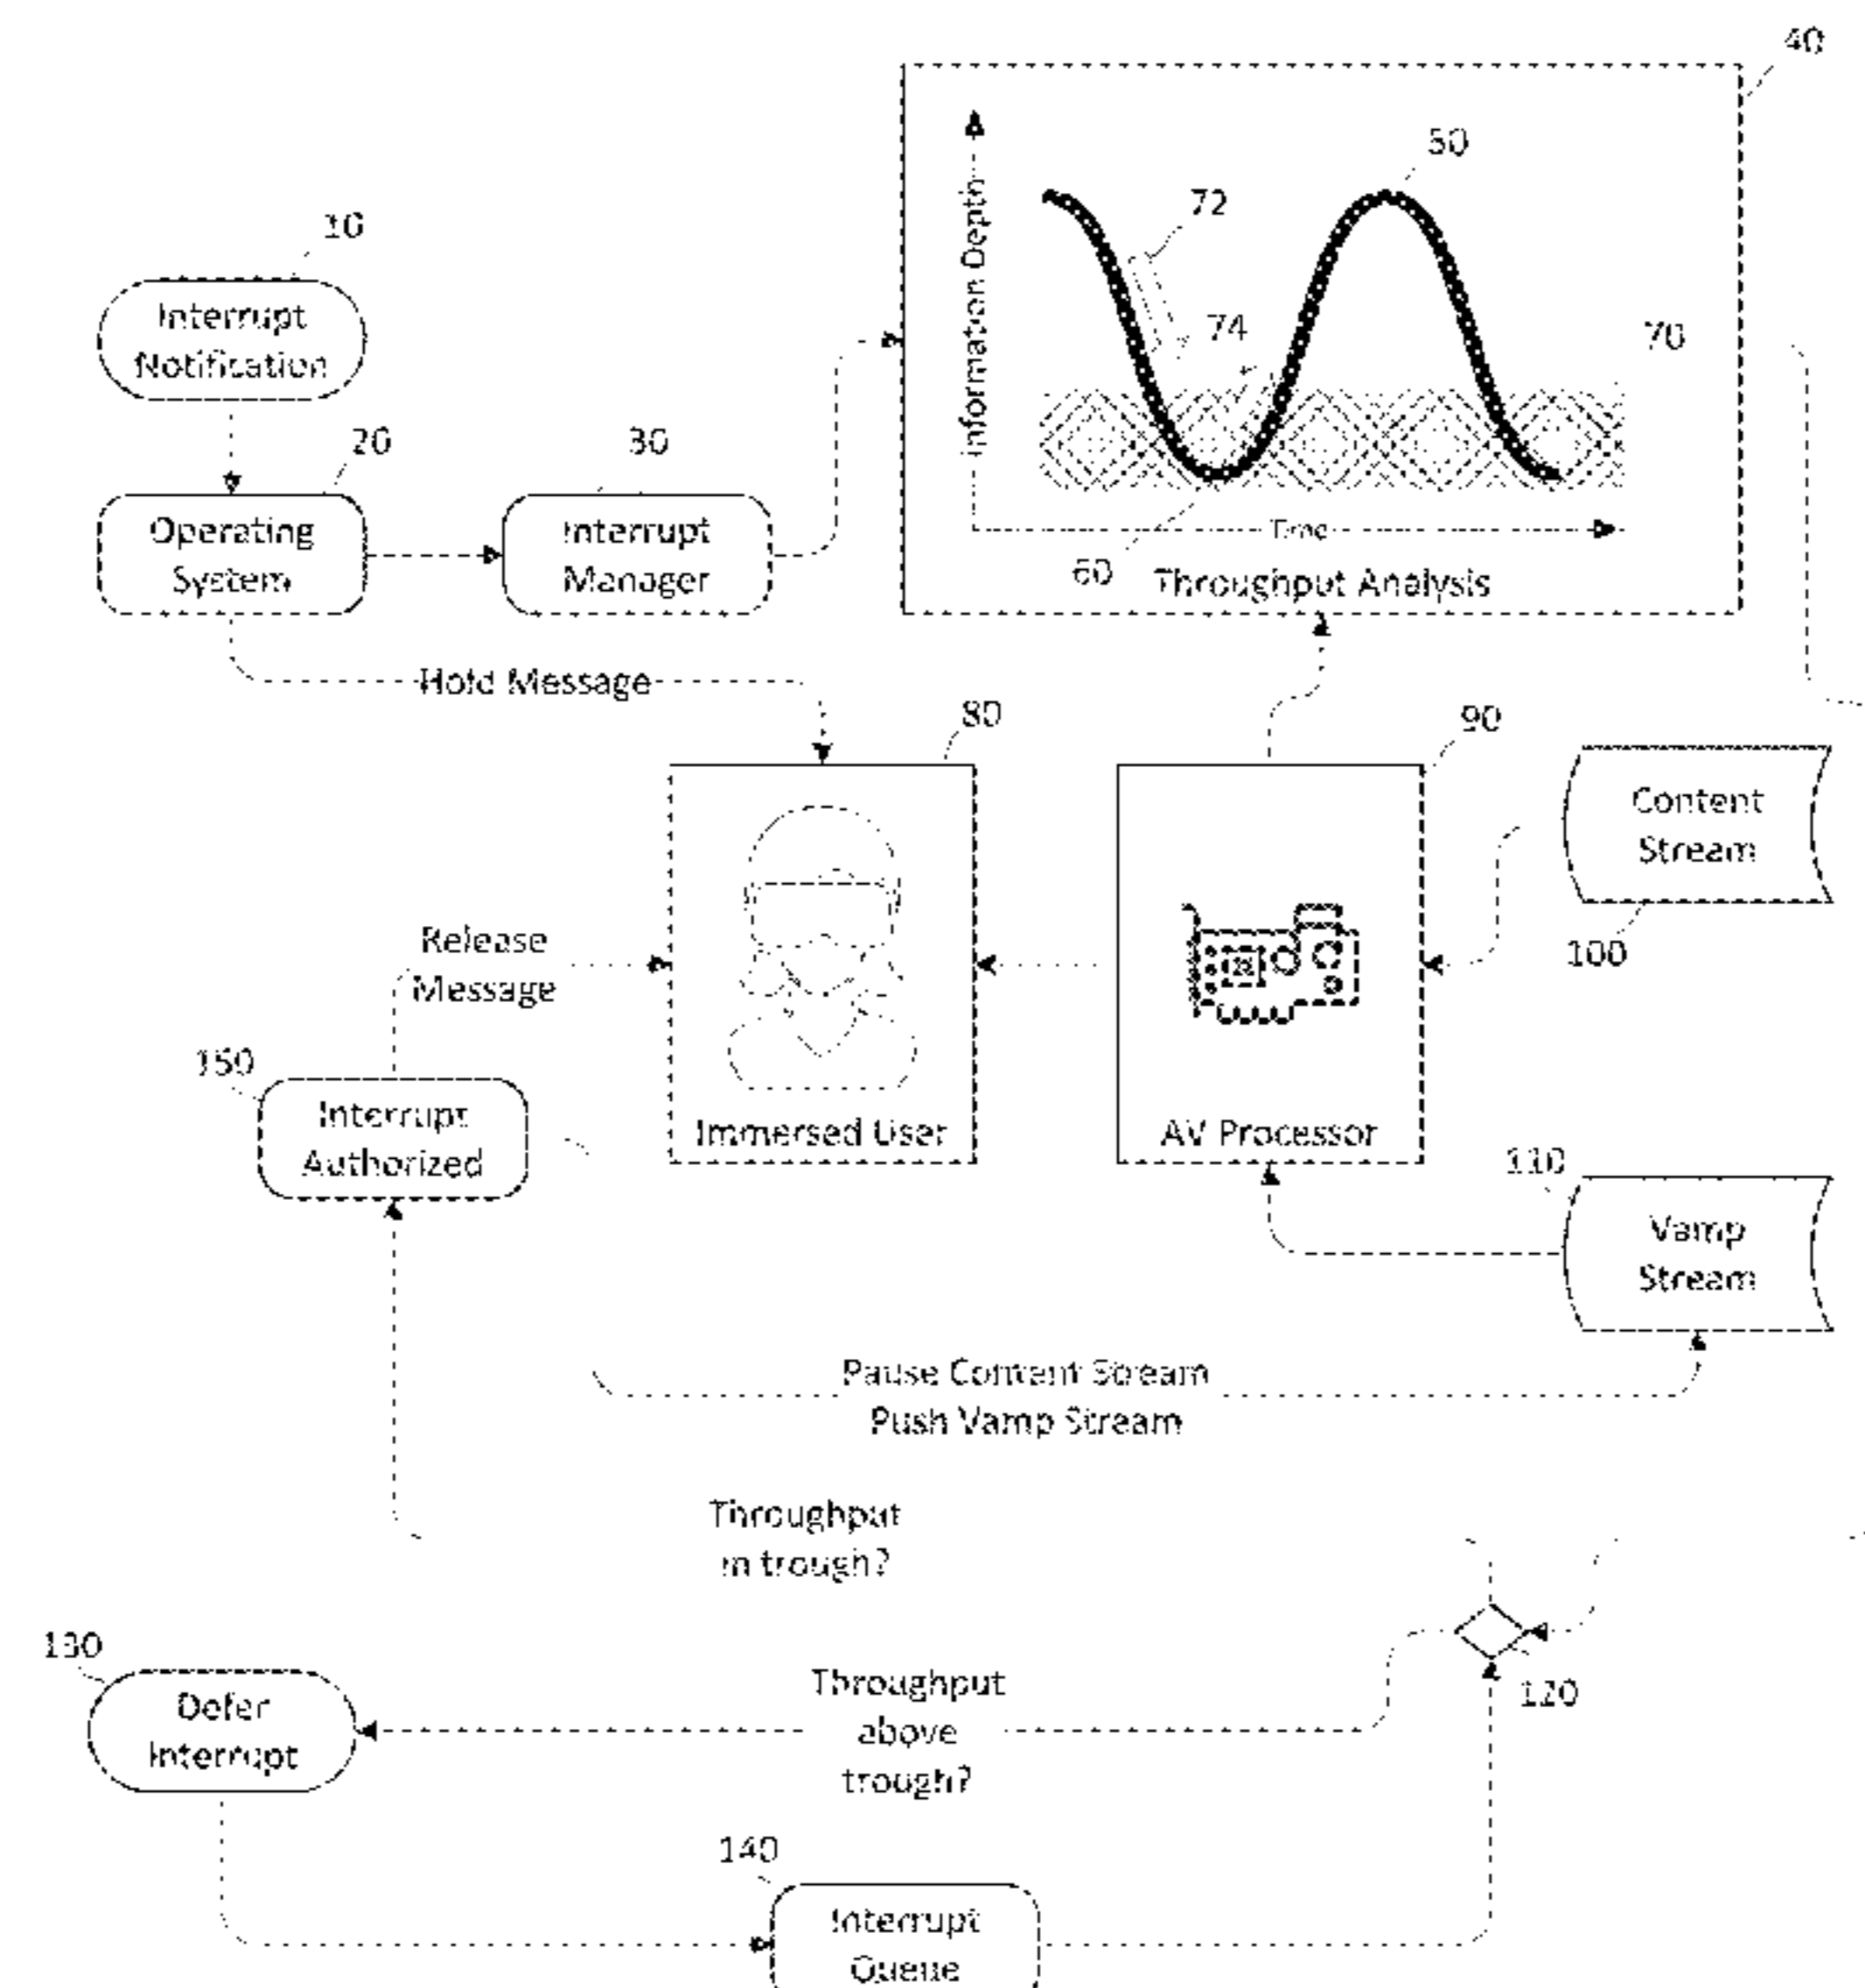 40
50
72
10
Information Depth
74
70
Interrupt
Notification
20
30
Operating
System
Interrupt
Manager
Time
60
Throughput Analysis
Hold Message
80
90
Content
Stream
100
Release
Message
150
Interrupt
Authorized
Immersed User
AV Processor
110
Vamp
Stream
Pause Content Stream
Push Vamp Stream
Throughput
in trough?
130
Defer
Interrupt
Throughput
above
trough?
120
140
Interrupt
Queue